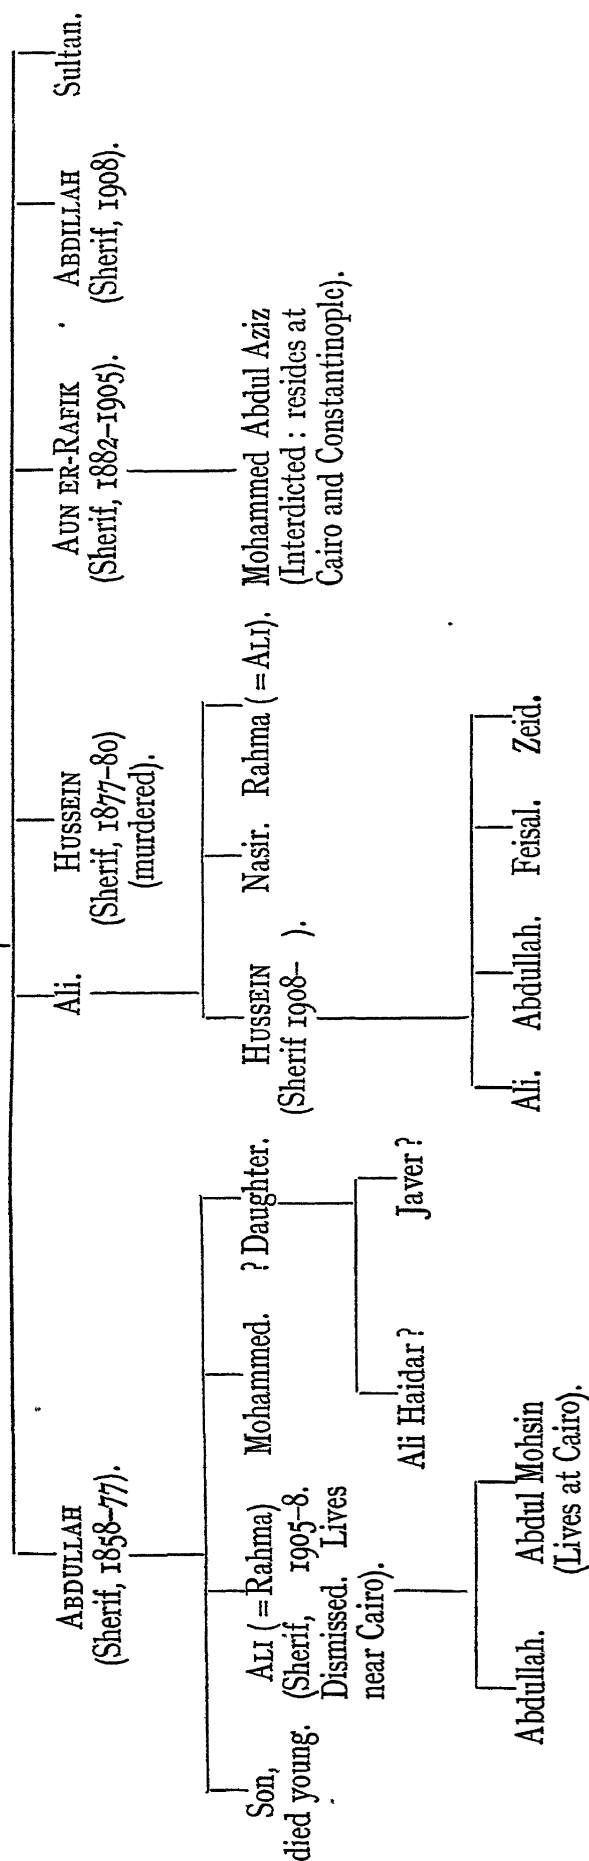 ABDULLAH
(Sherif, 1858–77).
Ali.
HUSSEIN
(Sherif, 1877–80)
(murdered).
AUN ER-RAFIK
(Sherif, 1882–1905).
ABDILLAH
(Sherif, 1908).
Sultan.
Son,
died young.
ALI (=Rahma)
(Sherif, 1905–8.
Dismissed. Lives
near Cairo).
Mohammed.
? Daughter.
HUSSEIN
(Sherif 1908– ).
Nasir.
Rahma (=ALI).
Mohammed Abdul Aziz
(Interdicted : resides at
Cairo and Constantinople).
Ali Haidar ?
Javer ?
Abdullah.
Abdul Mohsin
(Lives at Cairo).
Ali.
Abdullah.
Feisal.
Zeid.